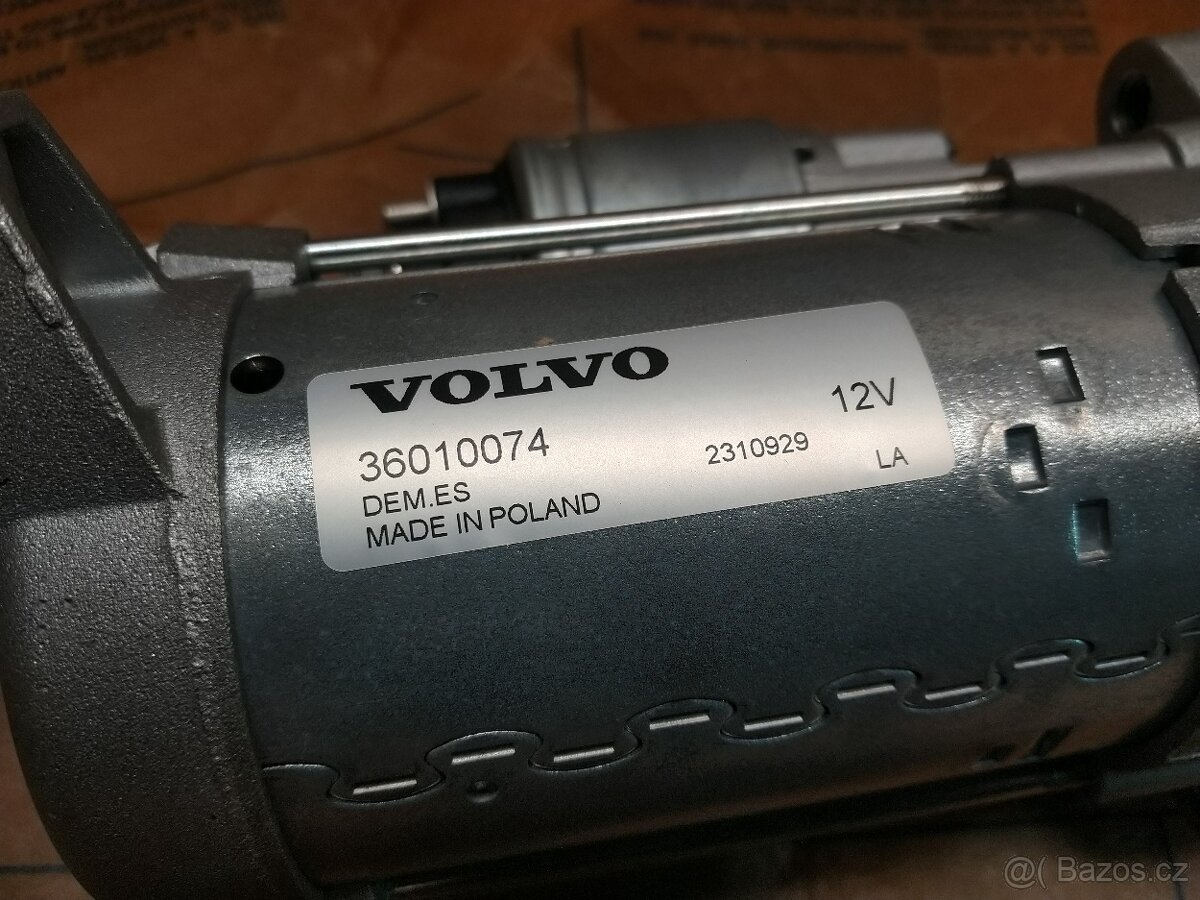 VOLVO
12V
36010074
2310929
LA
DEM.ES
MADE IN POLAND
@( Bazos.cz